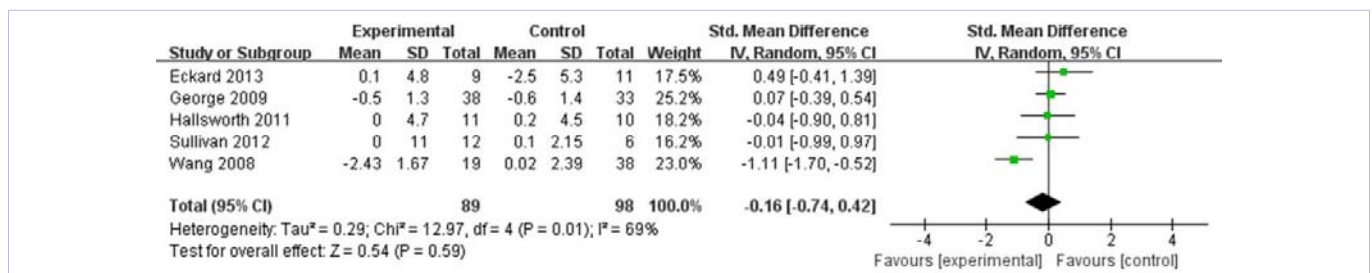 Experimental Control Std. Mean Difference Std. Mean Difference
Study or Subgroup Mean SD Total Mean SD Total Weight IV, Random, 95% CI IV, Random, 95% CI
Eckard 2013 0.1 4.8 9 -2.5 5.3 11 17.5% 0.49 [-0.41, 1.39]
George 2009 -0.5 1.3 38 -0.6 1.4 33 25.2% 0.07 [-0.39, 0.54]
Hallsworth 2011 0 4.7 11 0.2 4.5 10 18.2% -0.04 [-0.90, 0.81]
Sullivan 2012 0 11 12 0.1 2.15 6 16.2% -0.01 [-0.99, 0.97]
Wang 2008 -2.43 1.67 19 0.02 2.39 38 23.0% -1.11 [-1.70, -0.52]
Total (95% CI) 89 98 100.0% -0.16 [-0.74, 0.42]
Heterogeneity: Tau² = 0.29; Chi² = 12.97, df = 4 (P = 0.01); I² = 69%
Test for overall effect: Z = 0.54 (P = 0.59)
-4 -2 0 2 4
Favours [experimental] Favours [control]